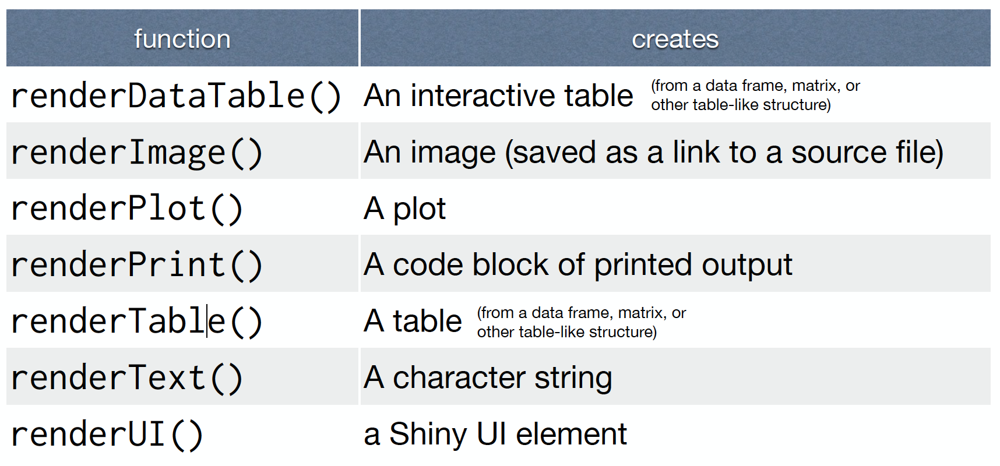 function creates
renderDataTable() An interactive table (from a data frame, matrix, or
other table-like structure)
renderImage() An image (saved as a link to a source file)
renderPlot() A plot
renderPrint() A code block of printed output
renderTable() A table (from a data frame, matrix, or
other table-like structure)
renderText() A character string
renderUI() a Shiny UI element